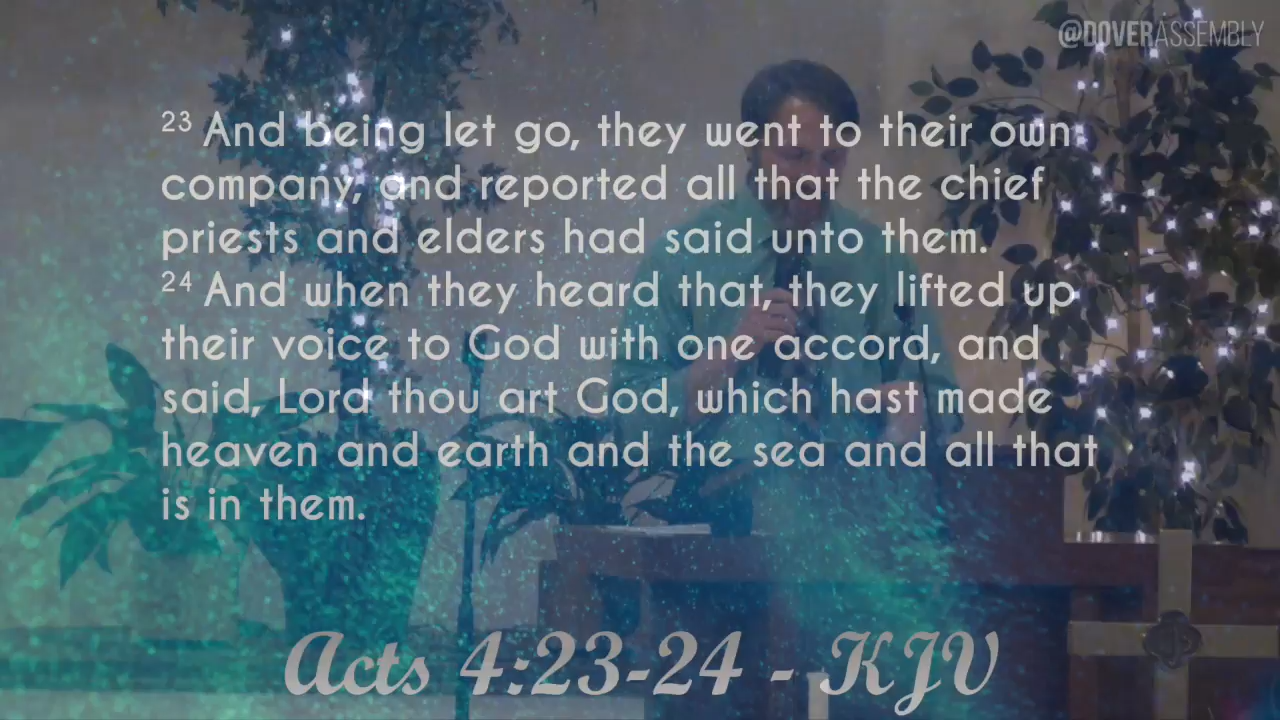 @DOVERASSEMBLY
23 And being let go, they went to their own
company, and reported all that the chief
priests and elders had said unto them.
24 And when they heard that, they lifted up
their voice to God with one accord, and
said, Lord thou art God, which hast made
heaven and earth and the sea and all that
is in them.
Acts 4:23-24 - KJV